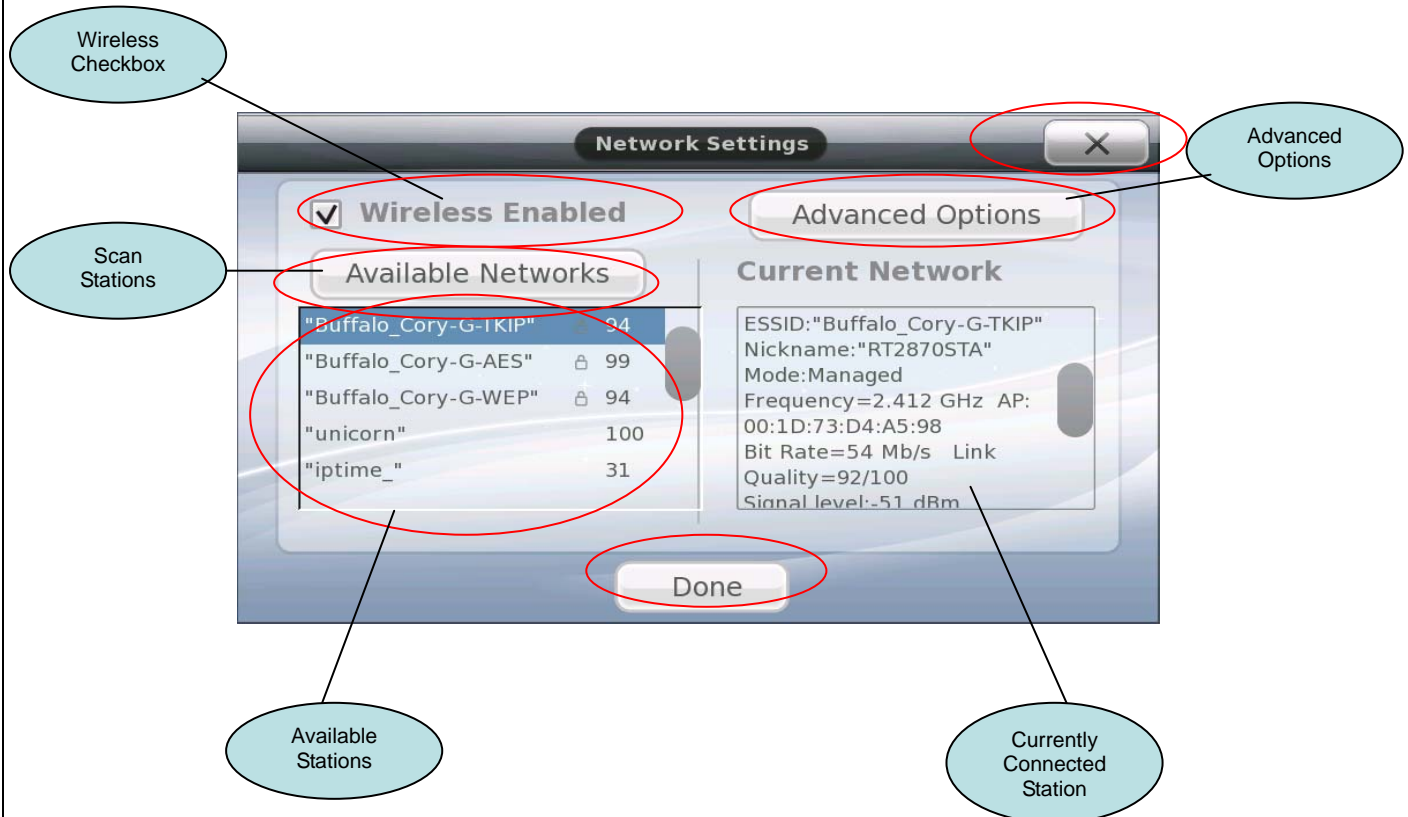 Wireless
Checkbox
Network Settings
Advanced
Options
Wireless Enabled
Advanced Options
Scan
Stations
Available Networks
Current Network
"Buffalo_Cory-G-TKIP" 94
"Buffalo_Cory-G-AES" 99
"Buffalo_Cory-G-WEP" 94
"unicorn" 100
"iptime_" 31
ESSID:"Buffalo_Cory-G-TKIP"
Nickname:"RT2870STA"
Mode:Managed
Frequency=2.412 GHz AP:
00:1D:73:D4:A5:98
Bit Rate=54 Mb/s Link
Quality=92/100
Signal level:-51 dBm
Done
Available
Stations
Currently
Connected
Station